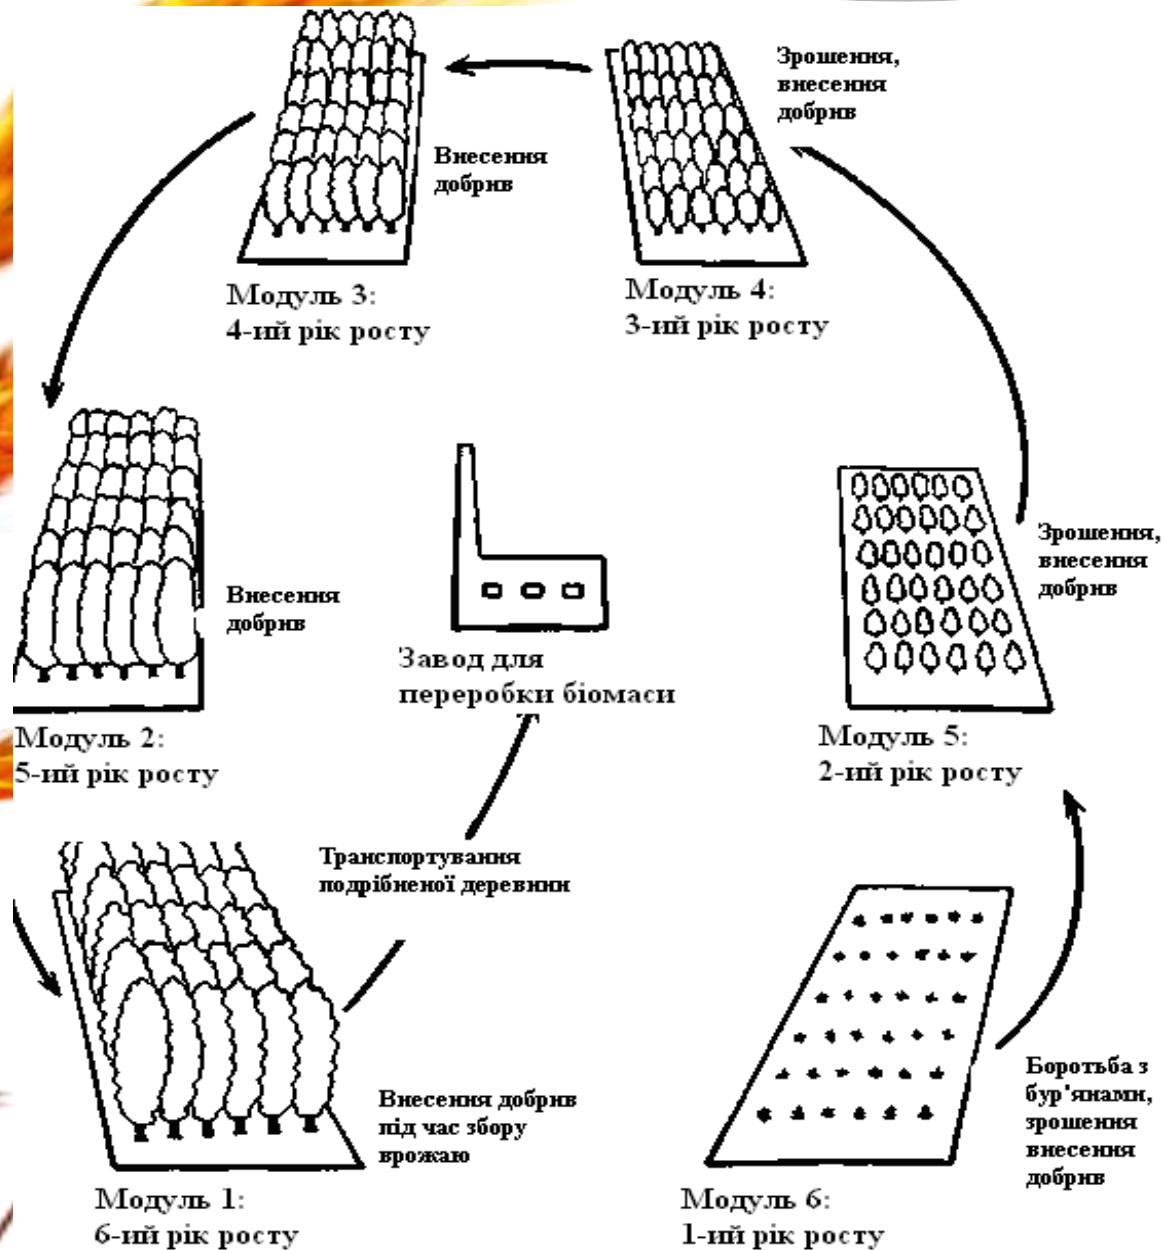 Зрошення,
внесення
добрив
Внесення
добрив
Модуль 3:
4-ий рік росту
Модуль 4:
3-ий рік росту
Зрошення,
внесення
добрив
Внесення
добрив
Завод для
переробки біомаси
Модуль 2:
5-ий рік росту
Модуль 5:
2-ий рік росту
Транспортування
подрібненої деревини
Внесення добрив
під час збору
врожаю
Боротьба з
бур'янами,
зрошення
внесення
добрив
Модуль 1:
6-ий рік росту
Модуль 6:
1-ий рік росту